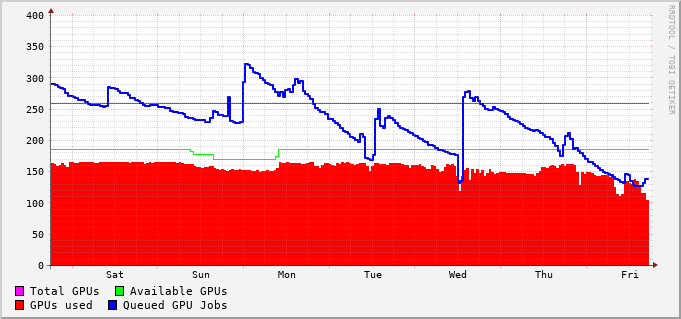 400
350
300
250
200
150
100
50
0
Sat Sun Mon Tue Wed Thu Fri
Total GPUs Available GPUs
GPUs used Queued GPU Jobs
RRDTOOL / TOBI OETIKER